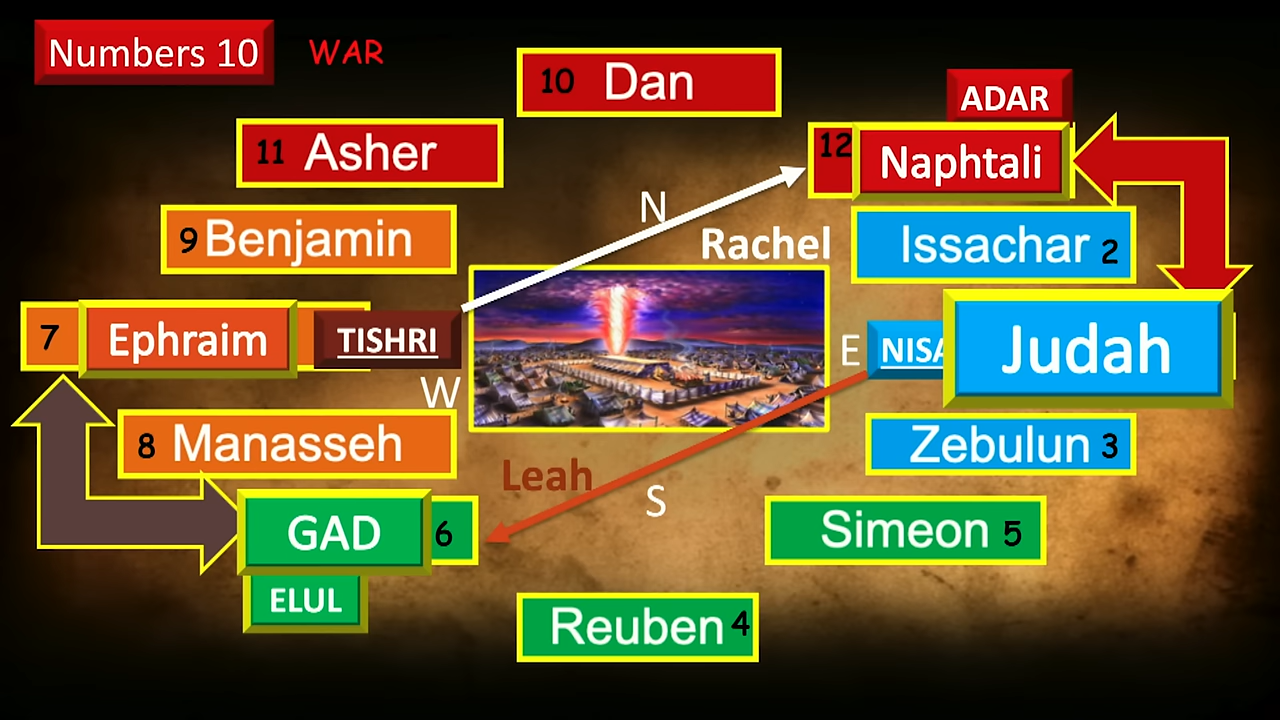 Numbers 10
WAR
10 Dan
ADAR
11 Asher
12 Naphtali
N
9 Benjamin
Rachel
Issachar 2
7 Ephraim
TISHRI
E
NISA
Judah
W
8 Manasseh
Zebulun 3
Leah
S
GAD 6
Simeon 5
ELUL
Reuben 4